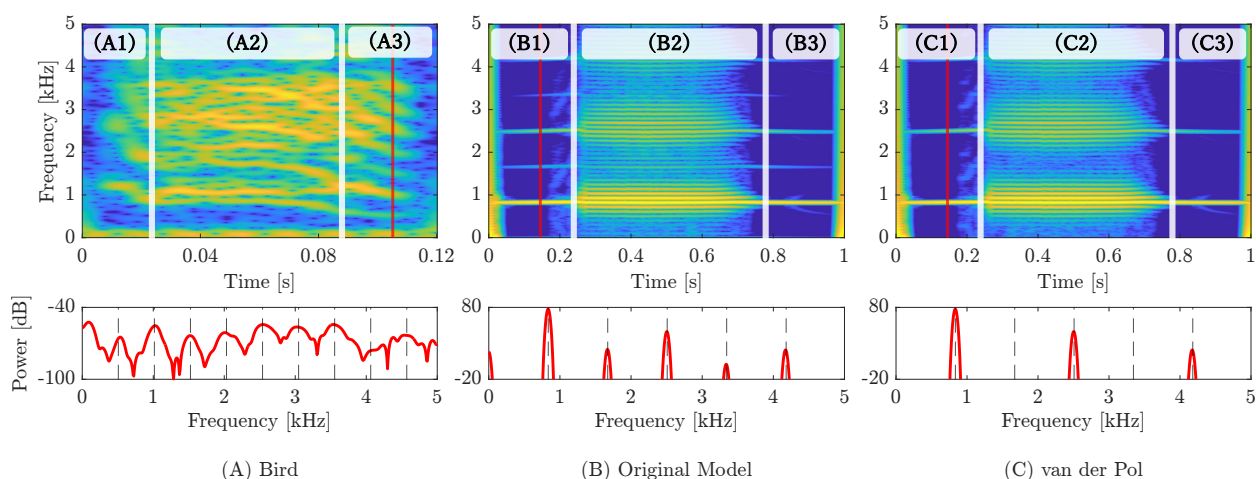 (A1) (A2) (A3)
5
4
3
2
1
0
Frequency [kHz]
0 0.04 0.08 0.12
Time [s]
(B1) (B2) (B3)
5
4
3
2
1
0
0 0.2 0.4 0.6 0.8 1
Time [s]
(C1) (C2) (C3)
5
4
3
2
1
0
0 0.2 0.4 0.6 0.8 1
Time [s]
Power [dB]
-40
-100
0 1 2 3 4 5
Frequency [kHz]
80
-20
0 1 2 3 4 5
Frequency [kHz]
80
-20
0 1 2 3 4 5
Frequency [kHz]
(A) Bird
(B) Original Model
(C) van der Pol